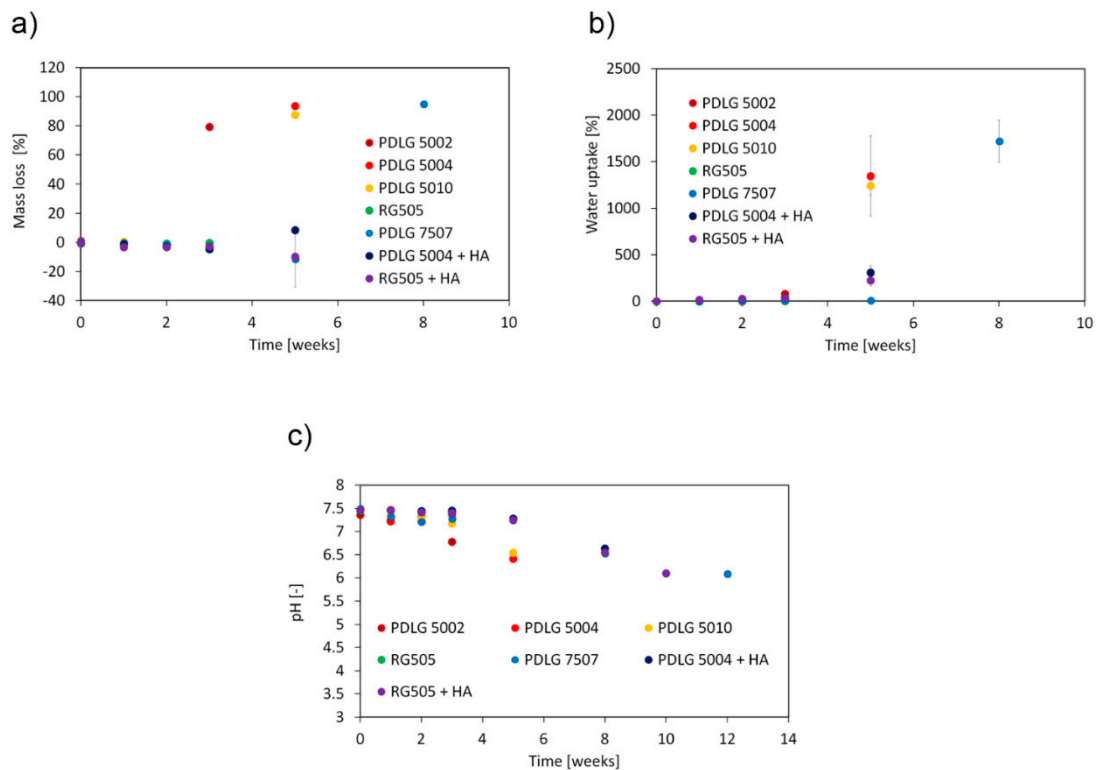 a)
120
100
80
60
40
20
0
-20
-40
Mass loss [%]
0 2 4 6 8 10
Time [weeks]
PDLG 5002
PDLG 5004
PDLG 5010
RG505
PDLG 7507
PDLG 5004 + HA
RG505 + HA
b)
2500
2000
1500
1000
500
0
Water uptake [%]
0 2 4 6 8 10
Time [weeks]
PDLG 5002
PDLG 5004
PDLG 5010
RG505
PDLG 7507
PDLG 5004 + HA
RG505 + HA
c)
8
7.5
7
6.5
6
5.5
5
4.5
4
3.5
3
pH [-]
0 2 4 6 8 10 12 14
Time [weeks]
PDLG 5002 PDLG 5004 PDLG 5010
RG505 PDLG 7507 PDLG 5004 + HA
RG505 + HA